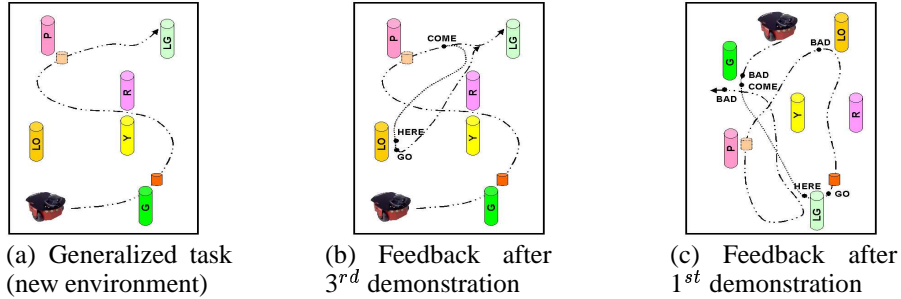 P
LG
R
LO
Y
G
(a) Generalized task
(new environment)
P
COME
LG
R
HERE
LO
GO
Y
G
(b) Feedback after
3rd demonstration
LO
BAD
G
BAD
COME
BAD
Y
R
P
HERE
GO
LG
(c) Feedback after
1st demonstration